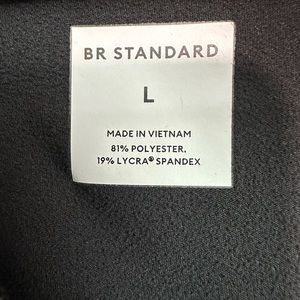 BR STANDARD
L
MADE IN VIETNAM
81% POLYESTER,
19% LYCRA® SPANDEX